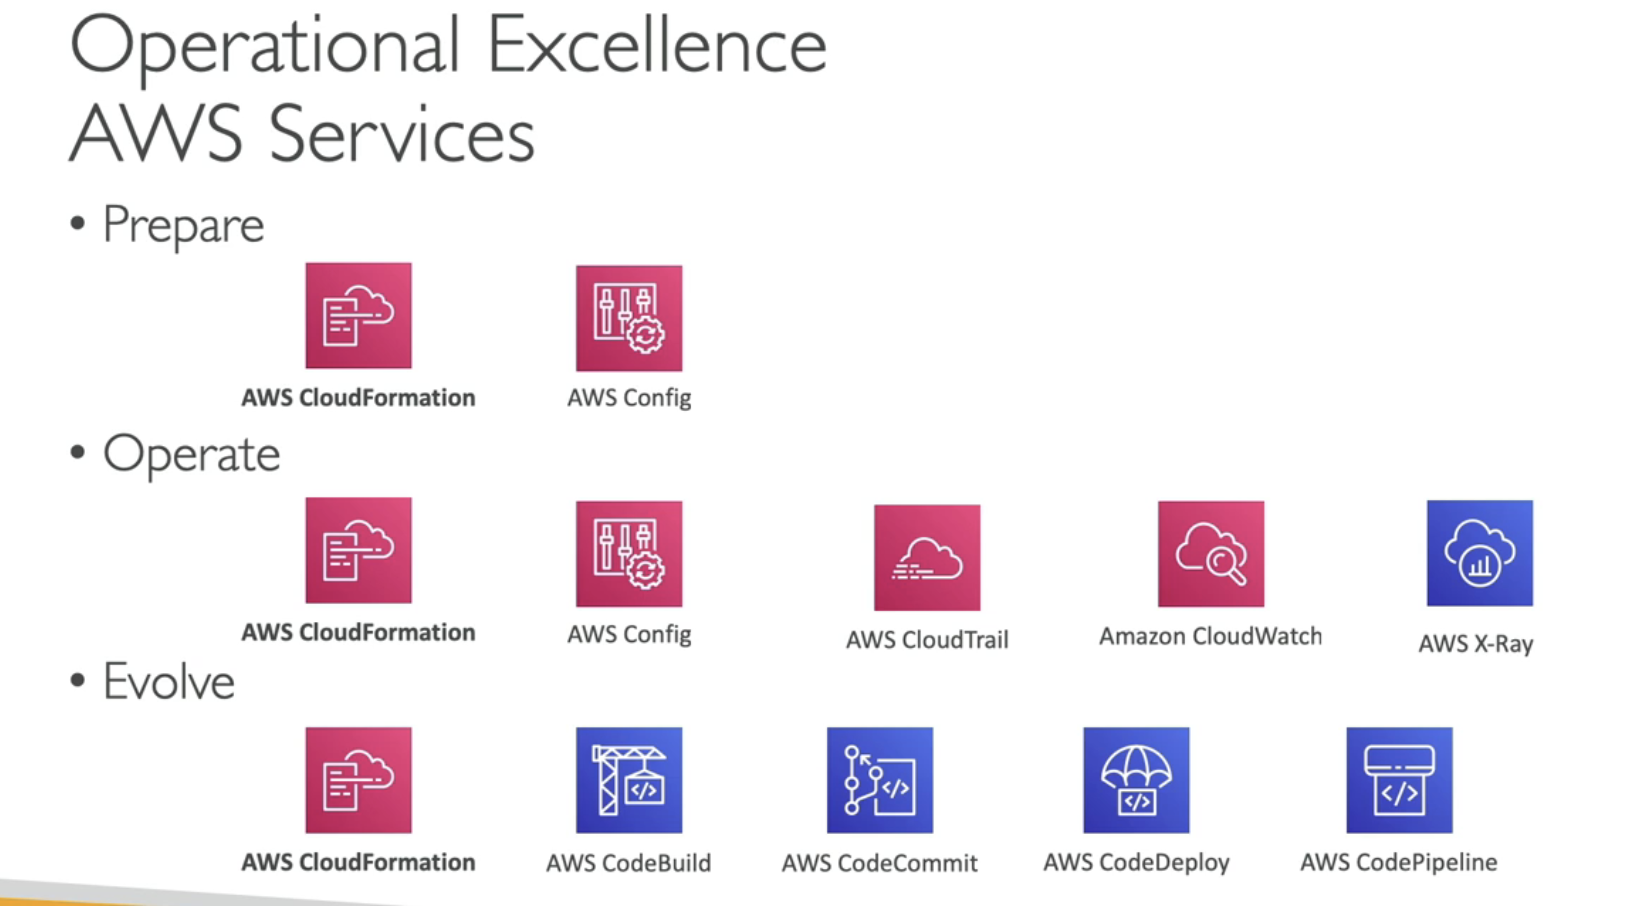 Operational Excellence
AWS Services
• Prepare
AWS CloudFormation
AWS Config
• Operate
AWS CloudFormation
AWS Config
AWS CloudTrail
Amazon CloudWatch
AWS X-Ray
• Evolve
AWS CloudFormation
AWS CodeBuild
AWS CodeCommit
AWS CodeDeploy
AWS CodePipeline